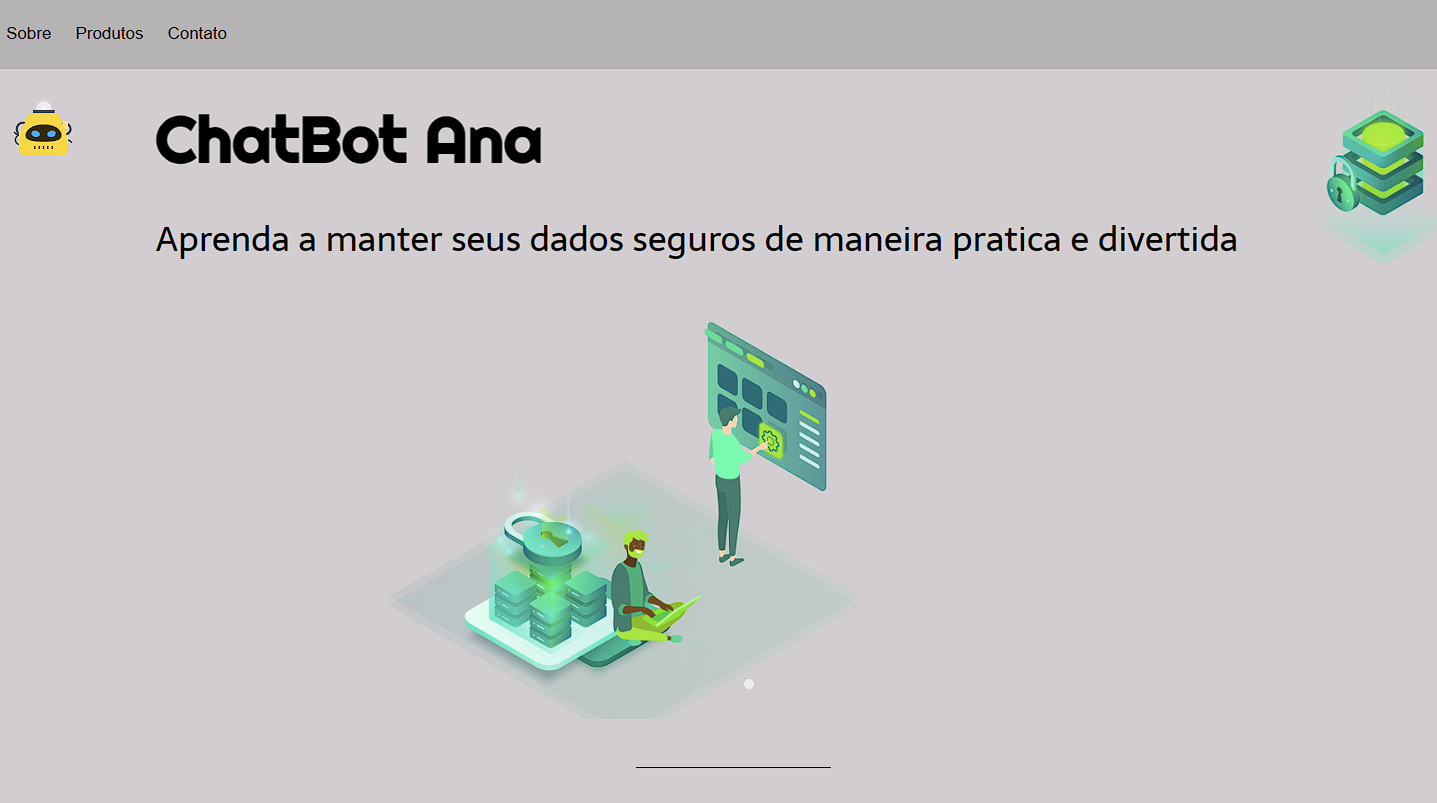 Sobre Produtos Contato
ChatBot Ana
Aprenda a manter seus dados seguros de maneira pratica e divertida